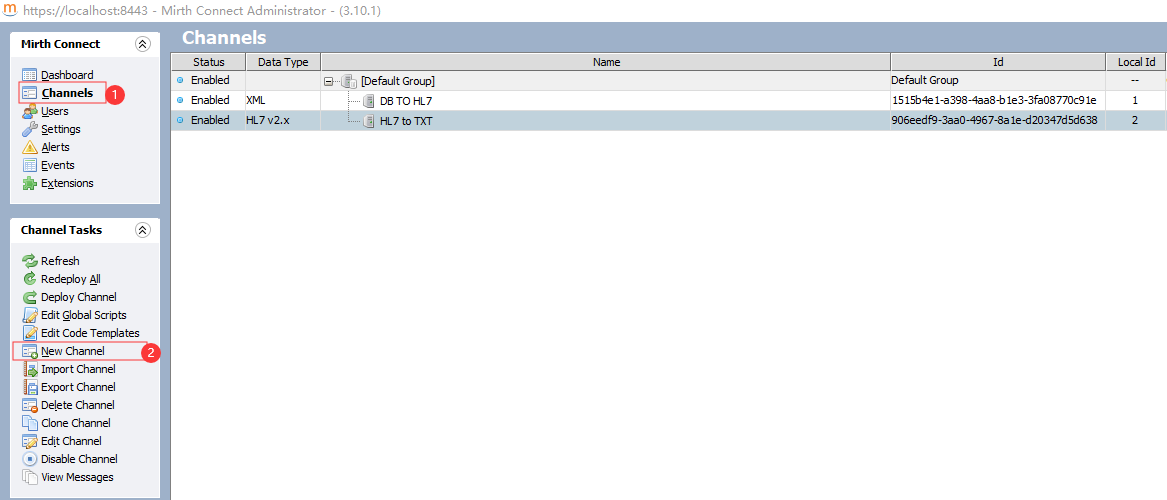 https://localhost:8443 - Mirth Connect Administrator - (3.10.1)
Mirth Connect
Dashboard
Channels 1
Users
Settings
Alerts
Events
Extensions
Channel Tasks
Refresh
Redeploy All
Deploy Channel
Edit Global Scripts
Edit Code Templates
New Channel 2
Import Channel
Export Channel
Delete Channel
Clone Channel
Edit Channel
Disable Channel
View Messages
Channels
Status Data Type Name Id Local Id
Enabled [Default Group] Default Group --
Enabled XML DB TO HL7 1515b4e1-a398-4aa8-b1e3-3fa08770c91e 1
Enabled HL7 v2.x HL7 to TXT 906eedf9-3aa0-4967-8a1e-d20347d5d638 2